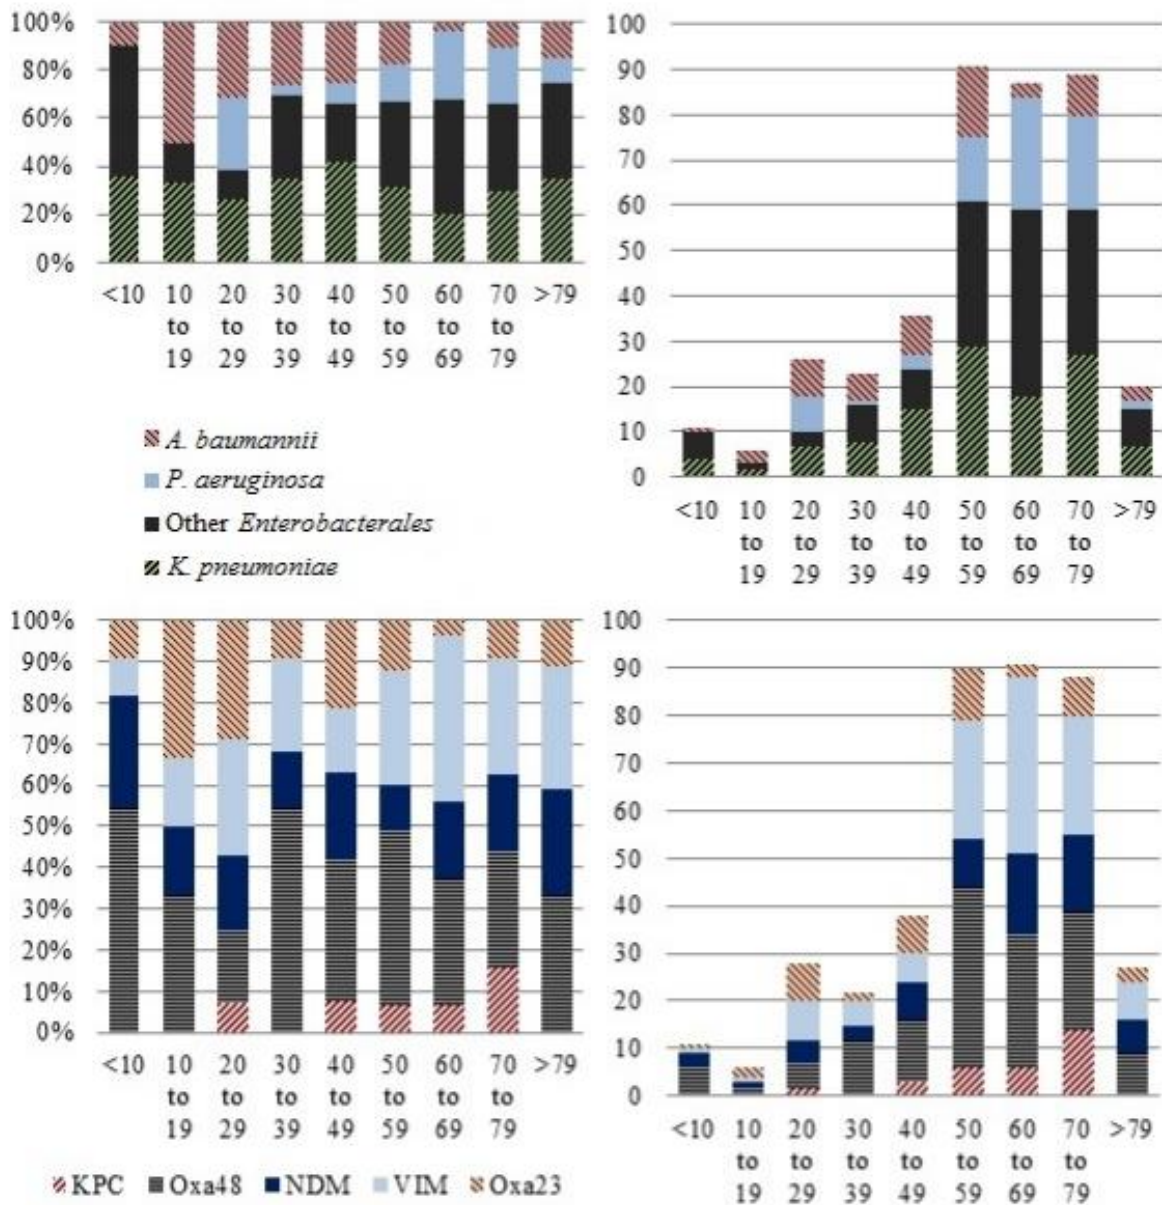 100%
80%
60%
40%
20%
0%
<10 10 20 30 40 50 60 70 >79
to to to to to to to
19 29 39 49 59 69 79
A. baumannii
P. aeruginosa
Other Enterobacterales
K. pneumoniae
100
90
80
70
60
50
40
30
20
10
0
<10 10 20 30 40 50 60 70 >79
to to to to to to to
19 29 39 49 59 69 79
100%
90%
80%
70%
60%
50%
40%
30%
20%
10%
0%
<10 10 20 30 40 50 60 70 >79
to to to to to to to
19 29 39 49 59 69 79
KPC Oxa48 NDM VIM Oxa23
100
90
80
70
60
50
40
30
20
10
0
<10 10 20 30 40 50 60 70 >79
to to to to to to to
19 29 39 49 59 69 79